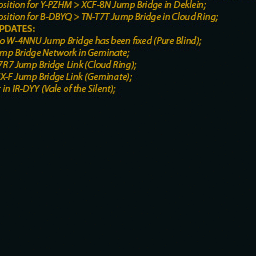 osition for Y-PZHM > XCF-8N Jump Bridge in Deklein;
osition for B-DBYQ > TN-T7T Jump Bridge in Cloud Ring;
PDATES:
o W-4NNU Jump Bridge has been fixed (Pure Blind);
mp Bridge Network in Geminate;
7R7 Jump Bridge Link (Cloud Ring);
X-F Jump Bridge Link (Geminate);
in IR-DYY (Vale of the Silent);